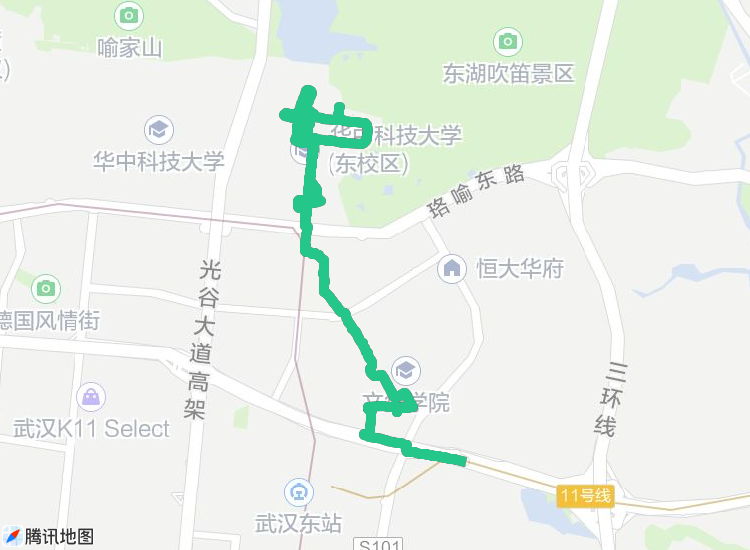 喻家山
东湖吹笛景区
华中科技大学
华中科技大学
(东校区)
珞喻东路
恒大华府
光谷大道高架
德国风情街
三环线
学院
武汉K11 Select
11号线
武汉东站
S101
腾讯地图